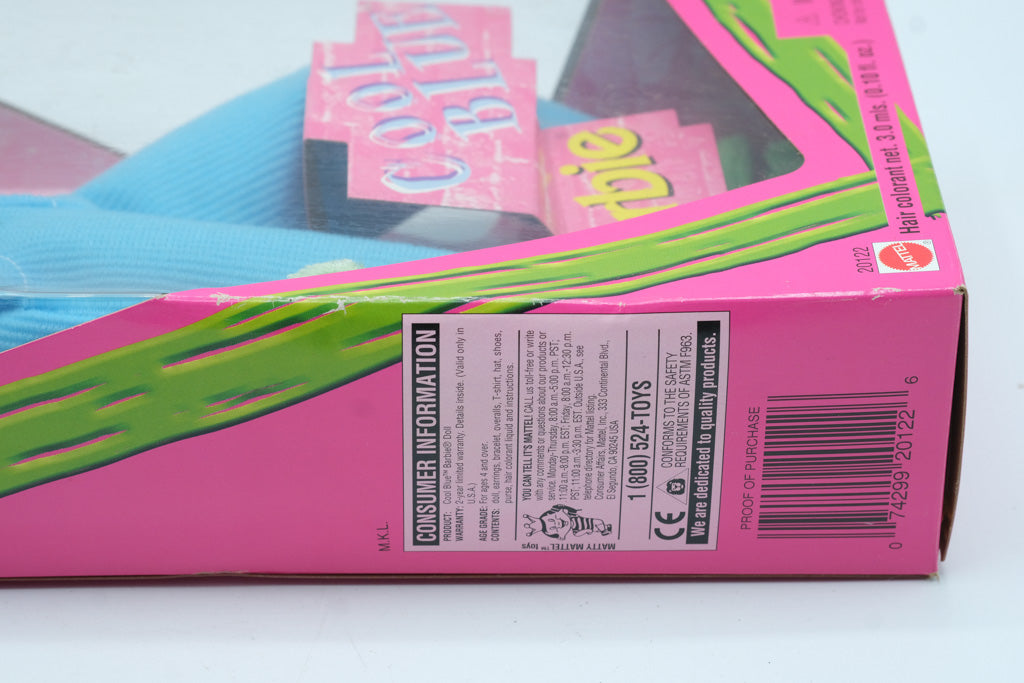 COOL
BLUE
rbie
Hair colorant net. 3.0 mls. (0.10 fl. oz.)
20122
MATTEL
M.K.L.
CONSUMER INFORMATION
PRODUCT: Cool Blue™ Barbie® Doll
WARRANTY: 2-year limited warranty. Details inside. (Valid only in
U.S.A.)
AGE GRADE: For ages 4 and over.
CONTENTS: doll, earrings, bracelet, overalls, T-shirt, hat, shoes,
purse, hair colorant liquid and instructions.
YOU CAN TELL IT'S MATTEL! CALL us toll-free or write
with any comments or questions about our products or
service. Monday-Thursday, 8:00 a.m.-5:00 p.m. PST;
11:00 a.m.-8:00 p.m. EST; Friday, 8:00 a.m.-12:30 p.m.
PST; 11:00 a.m.-3:30 p.m. EST. Outside U.S.A., see
telephone directory for Mattel listing.
Consumer Affairs, Mattel, Inc., 333 Continental Blvd.,
El Segundo, CA 90245 USA
MATTY MATTEL™ toys
1 (800) 524-TOYS
CE
CONFORMS TO THE SAFETY
REQUIREMENTS OF ASTM F963.
We are dedicated to quality products.
PROOF OF PURCHASE
0 74299 20122 6